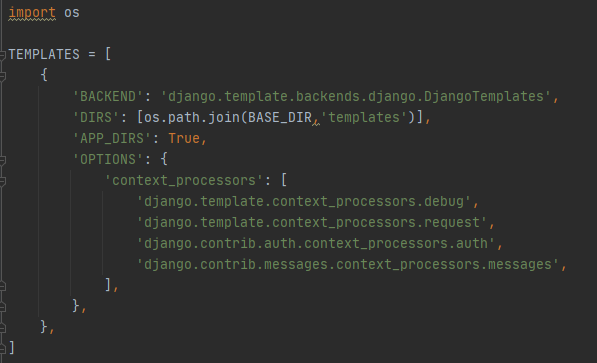 import os

TEMPLATES = [
    {
        'BACKEND': 'django.template.backends.django.DjangoTemplates',
        'DIRS': [os.path.join(BASE_DIR,'templates')],
        'APP_DIRS': True,
        'OPTIONS': {
            'context_processors': [
                'django.template.context_processors.debug',
                'django.template.context_processors.request',
                'django.contrib.auth.context_processors.auth',
                'django.contrib.messages.context_processors.messages',
            ],
        },
    },
]